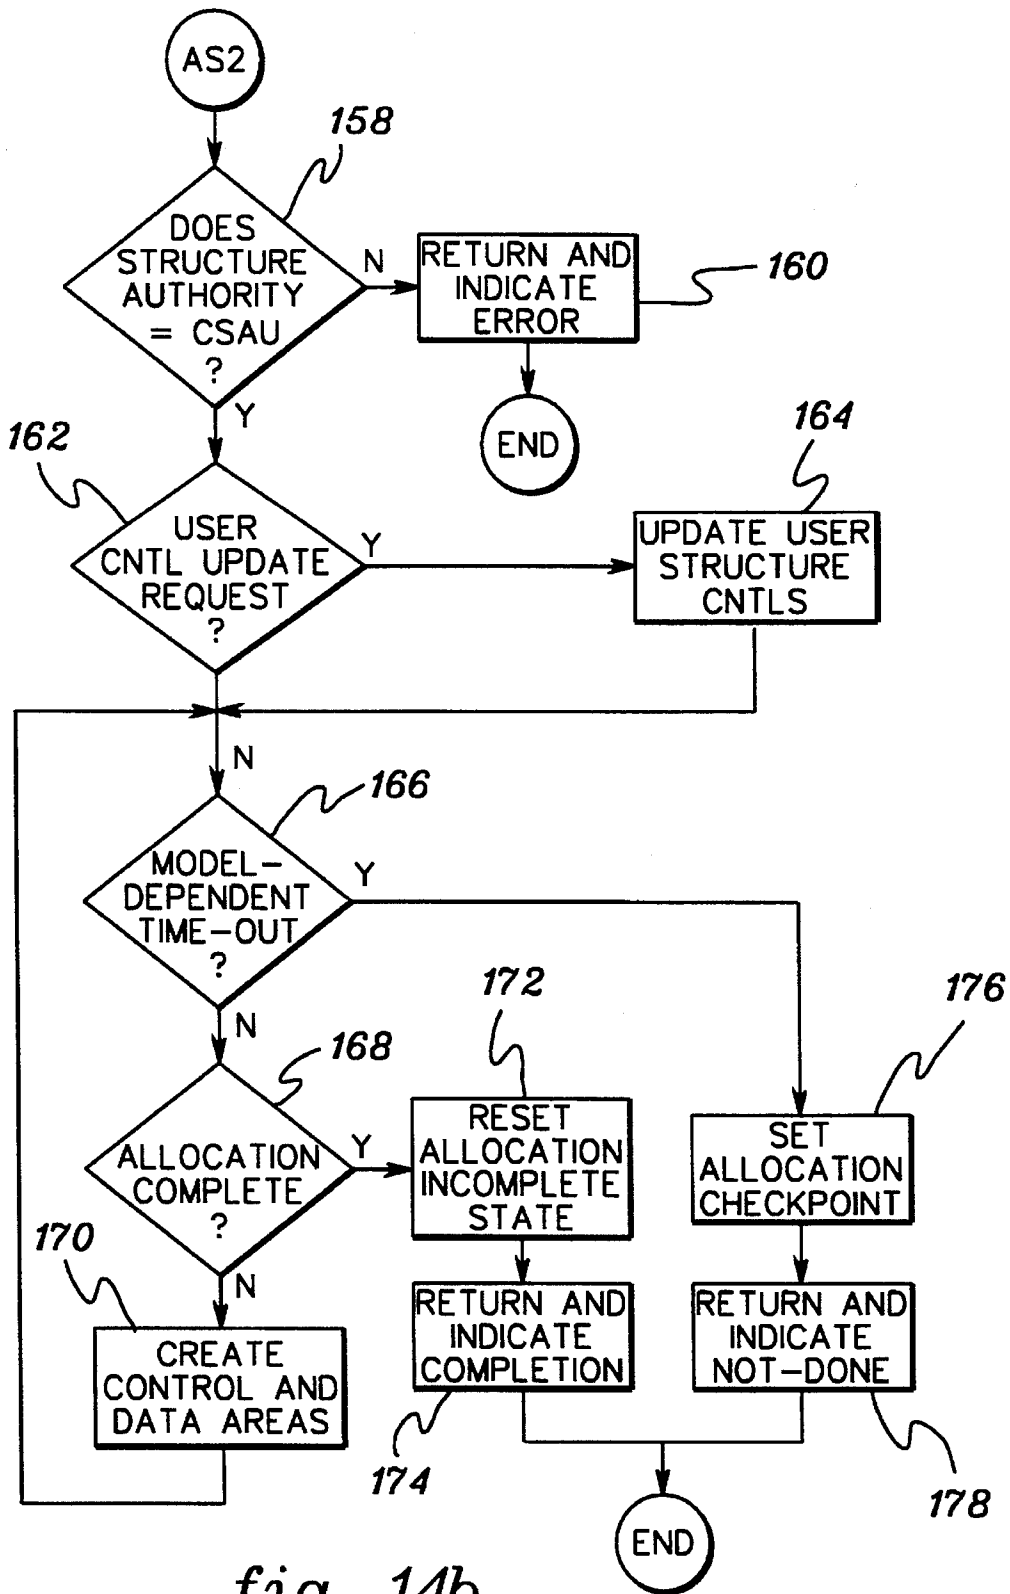 AS2
158
DOES
STRUCTURE
AUTHORITY
= CSAU
?
N
RETURN AND
INDICATE
ERROR
160
END
Y
162
USER
CNTL UPDATE
REQUEST
?
Y
164
UPDATE USER
STRUCTURE
CNTLS
N
166
MODEL-
DEPENDENT
TIME-OUT
?
Y
N
168
ALLOCATION
COMPLETE
?
Y
172
RESET
ALLOCATION
INCOMPLETE
STATE
176
SET
ALLOCATION
CHECKPOINT
N
170
CREATE
CONTROL AND
DATA AREAS
RETURN AND
INDICATE
COMPLETION
174
RETURN AND
INDICATE
NOT-DONE
178
END
fig. 14b